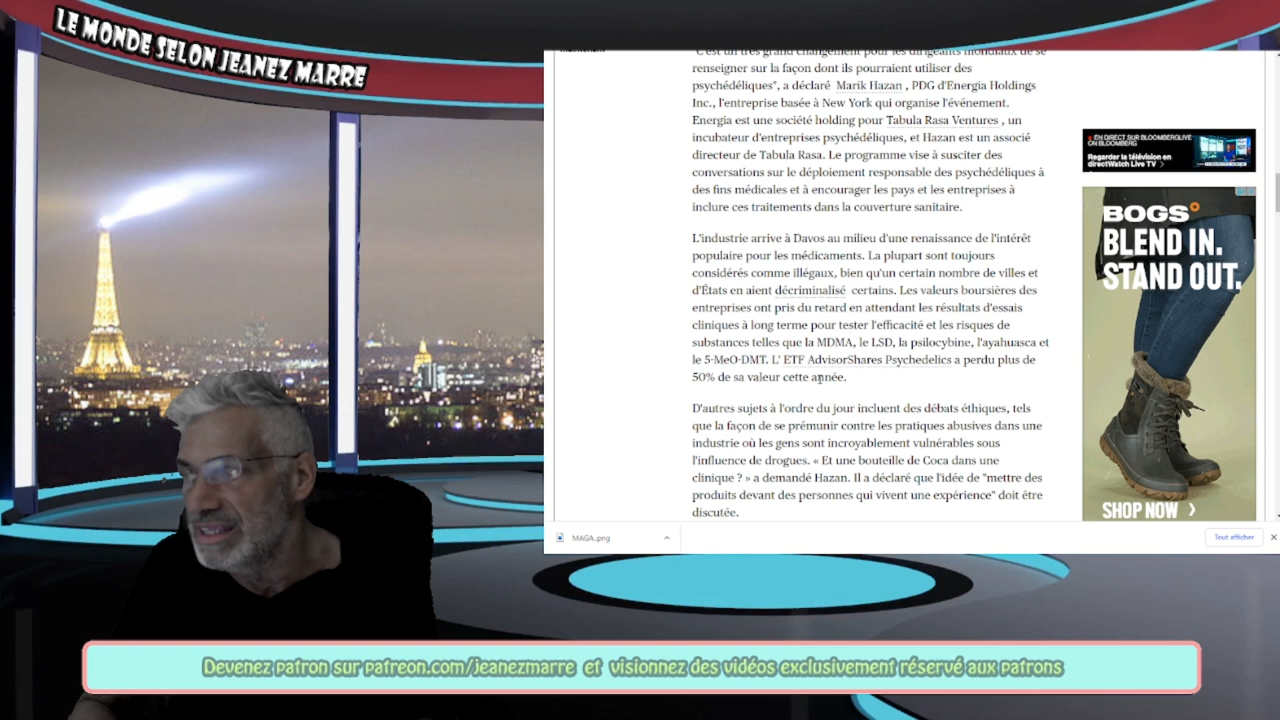 LE MONDE SELON JEANEZ MARRE
"C'est un très grand changement pour les dirigeants mondiaux de se
renseigner sur la façon dont ils pourraient utiliser des
psychédéliques", a déclaré Marik Hazan , PDG d'Energia Holdings
Inc., l'entreprise basée à New York qui organise l'événement.
Energia est une société holding pour Tabula Rasa Ventures , un
incubateur d'entreprises psychédéliques, et Hazan est un associé
directeur de Tabula Rasa. Le programme vise à susciter des
conversations sur le déploiement responsable des psychédéliques à
des fins médicales et à encourager les pays et les entreprises à
inclure ces traitements dans la couverture sanitaire.
L'industrie arrive à Davos au milieu d'une renaissance de l'intérêt
populaire pour les médicaments. La plupart sont toujours
considérés comme illégaux, bien qu'un certain nombre de villes et
d'États en aient décriminalisé certains. Les valeurs boursières des
entreprises ont pris du retard en attendant les résultats d'essais
cliniques à long terme pour tester l'efficacité et les risques de
substances telles que la MDMA, le LSD, la psilocybine, l'ayahuasca et
le 5-MeO-DMT. L' ETF AdvisorShares Psychedelics a perdu plus de
50% de sa valeur cette année.
D'autres sujets à l'ordre du jour incluent des débats éthiques, tels
que la façon de se prémunir contre les pratiques abusives dans une
industrie où les gens sont incroyablement vulnérables sous
l'influence de drogues. « Et une bouteille de Coca dans une
clinique ? » a demandé Hazan. Il a déclaré que l'idée de "mettre des
produits devant des personnes qui vivent une expérience" doit être
discutée.
EN DIRECT SUR BLOOMBERGLIVE
ON BLOOMBERG
Regarder la télévision en
directWatch Live TV >
BOGS
BLEND IN.
STAND OUT.
SHOP NOW >
MAGA.png
Tout afficher
Devenez patron sur patreon.com/jeanezmarre et visionnez des vidéos exclusivement réservé aux patrons